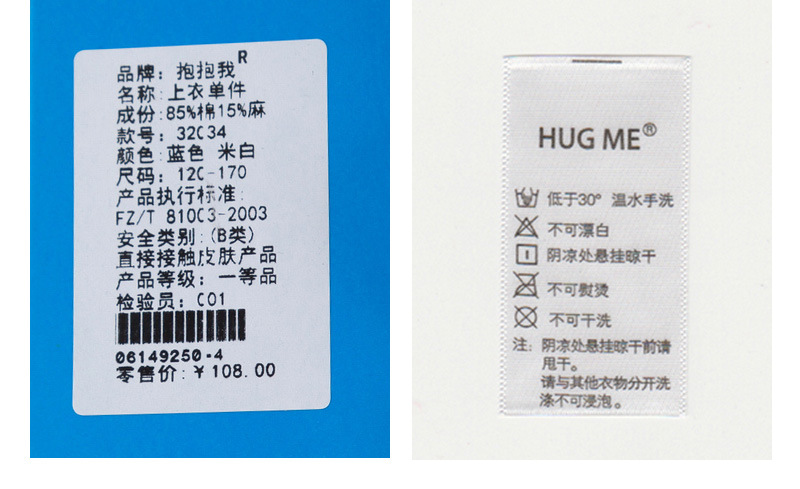 品牌：抱抱我R
名称：上衣单件
成份：85%棉15%麻
款号：32034
颜色：蓝色 米白
尺码：120-170
产品执行标准：
FZ/T 81003-2003
安全类别：(B类)
直接接触皮肤产品
产品等级：一等品
检验员：C01
06149250-4
零售价：¥108.00
HUG ME®
低于30° 温水手洗
不可漂白
阴凉处悬挂晾干
不可熨烫
不可干洗
注：阴凉处悬挂晾干前请
甩干。
请与其他衣物分开洗
涤不可浸泡。